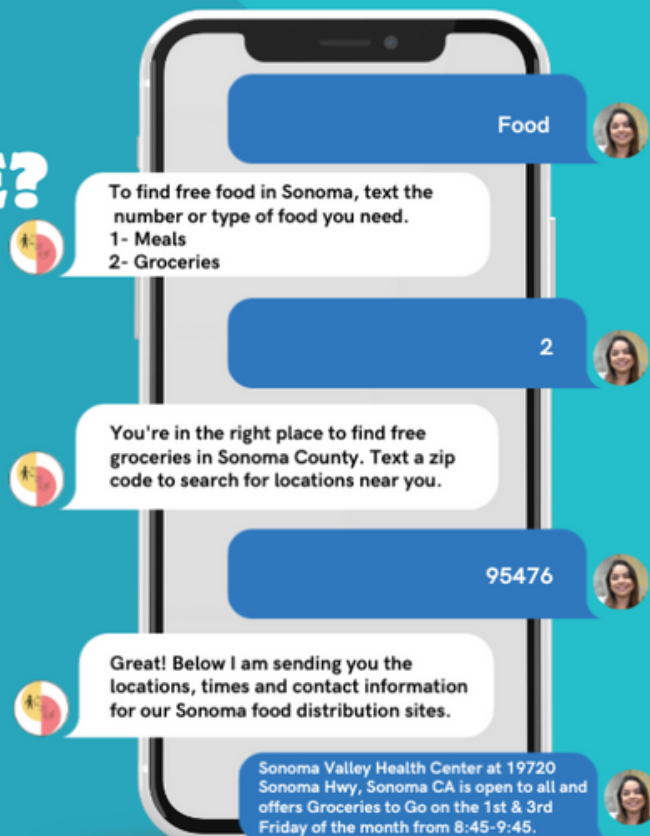 Food
E?
To find free food in Sonoma, text the
number or type of food you need.
1- Meals
2- Groceries
2
You're in the right place to find free
groceries in Sonoma County. Text a zip
code to search for locations near you.
95476
Great! Below I am sending you the
locations, times and contact information
for our Sonoma food distribution sites.
Sonoma Valley Health Center at 19720
Sonoma Hwy, Sonoma CA is open to all and
offers Groceries to Go on the 1st & 3rd
Friday of the month from 8:45-9:45.